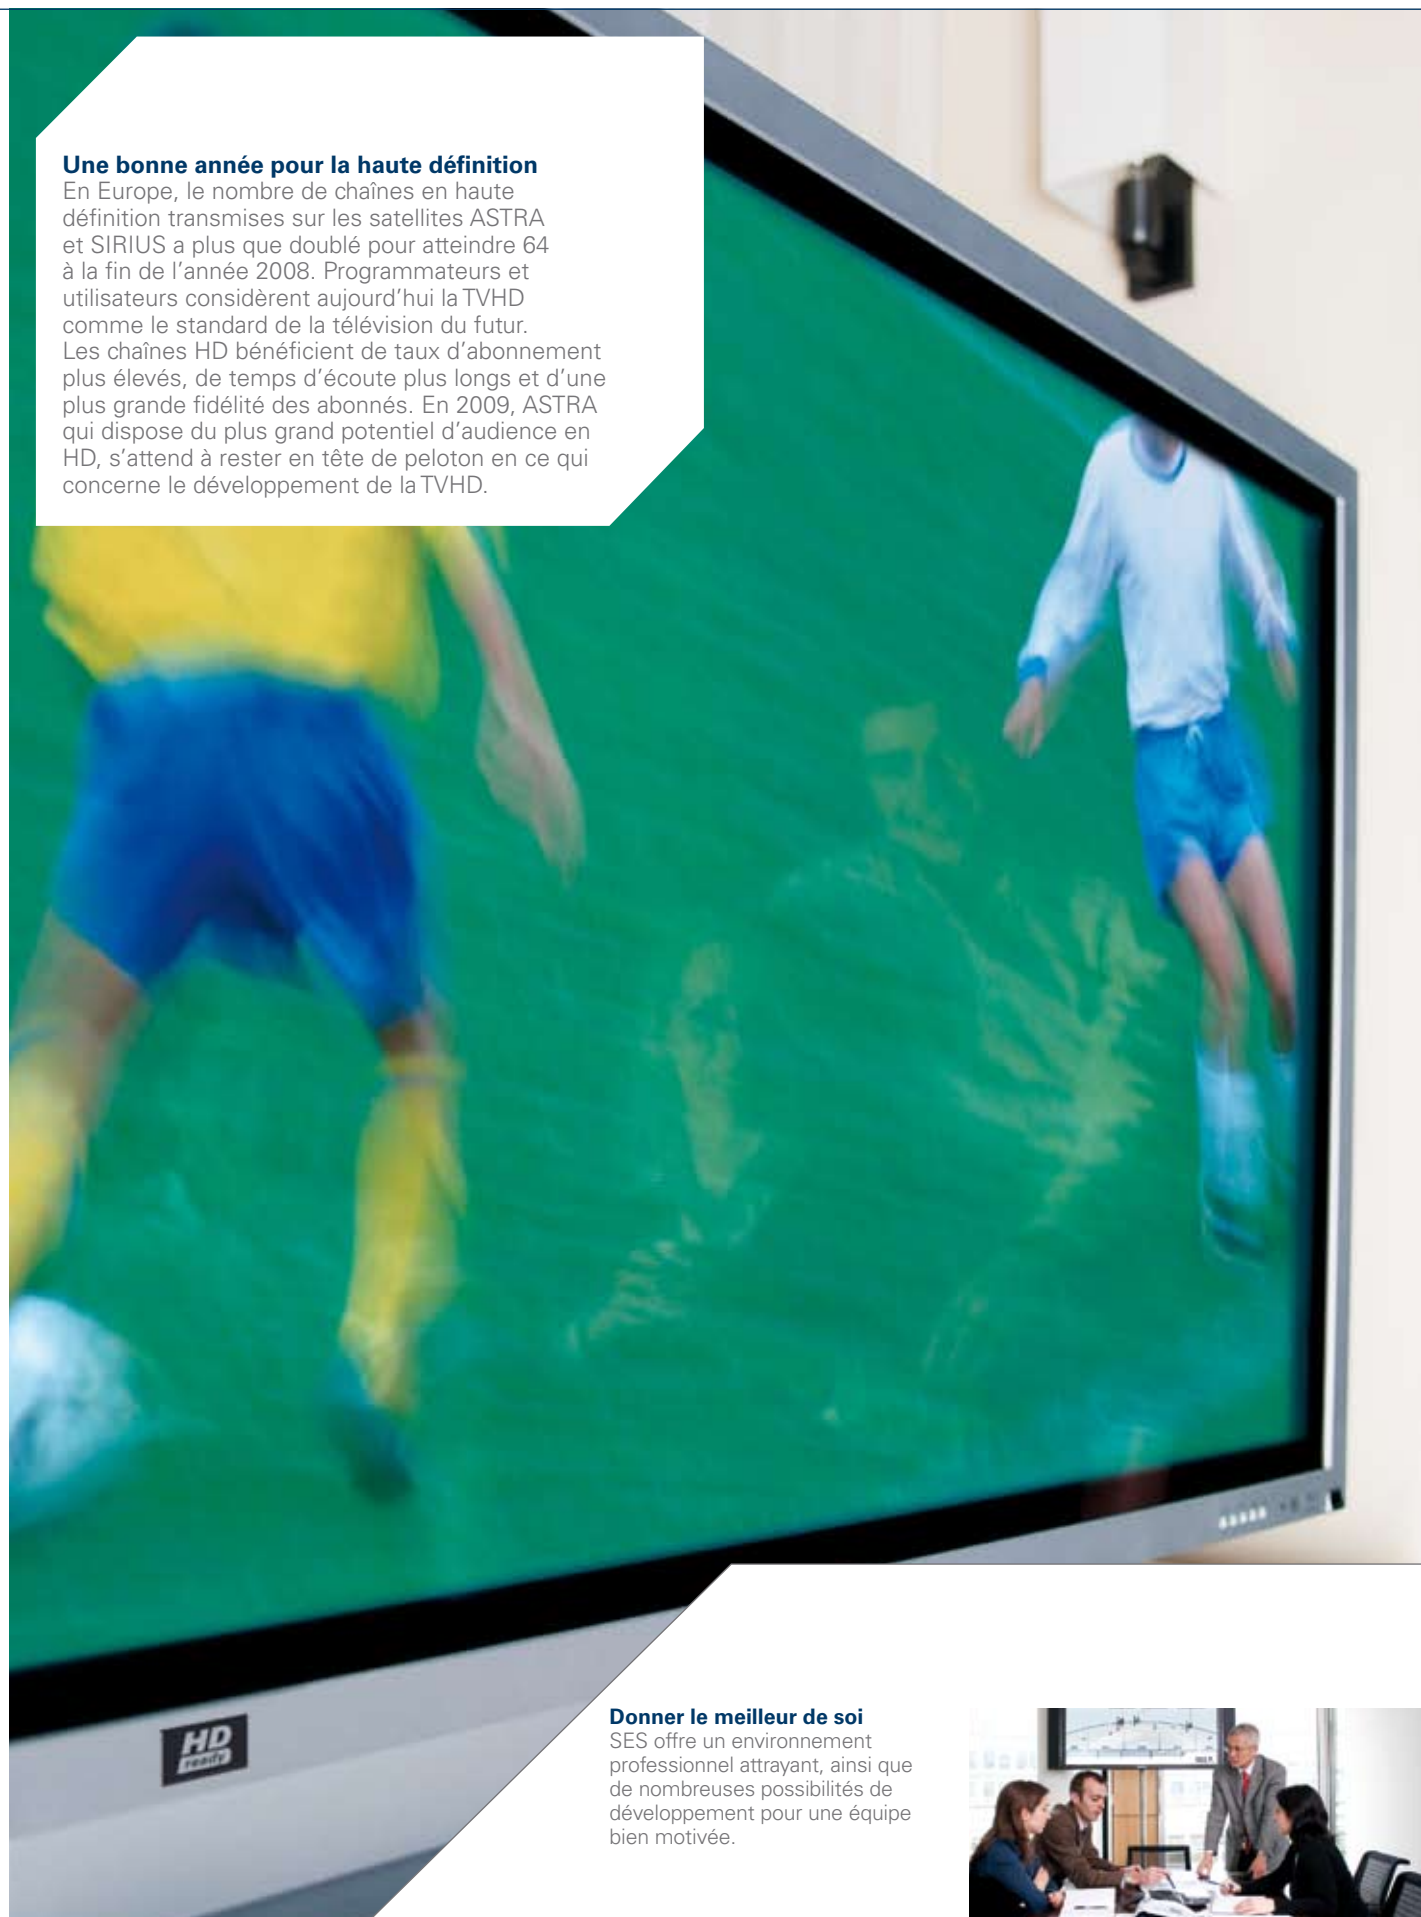 Une bonne année pour la haute définition
En Europe, le nombre de chaînes en haute
définition transmises sur les satellites ASTRA
et SIRIUS a plus que doublé pour atteindre 64
à la fin de l’année 2008. Programmateurs et
utilisateurs considèrent aujourd’hui la TVHD
comme le standard de la télévision du futur.
Les chaînes HD bénéficient de taux d’abonnement
plus élevés, de temps d’écoute plus longs et d’une
plus grande fidélité des abonnés. En 2009, ASTRA
qui dispose du plus grand potentiel d’audience en
HD, s’attend à rester en tête de peloton en ce qui
concerne le développement de la TVHD.
HD
ready
Donner le meilleur de soi
SES offre un environnement
professionnel attrayant, ainsi que
de nombreuses possibilités de
développement pour une équipe
bien motivée.